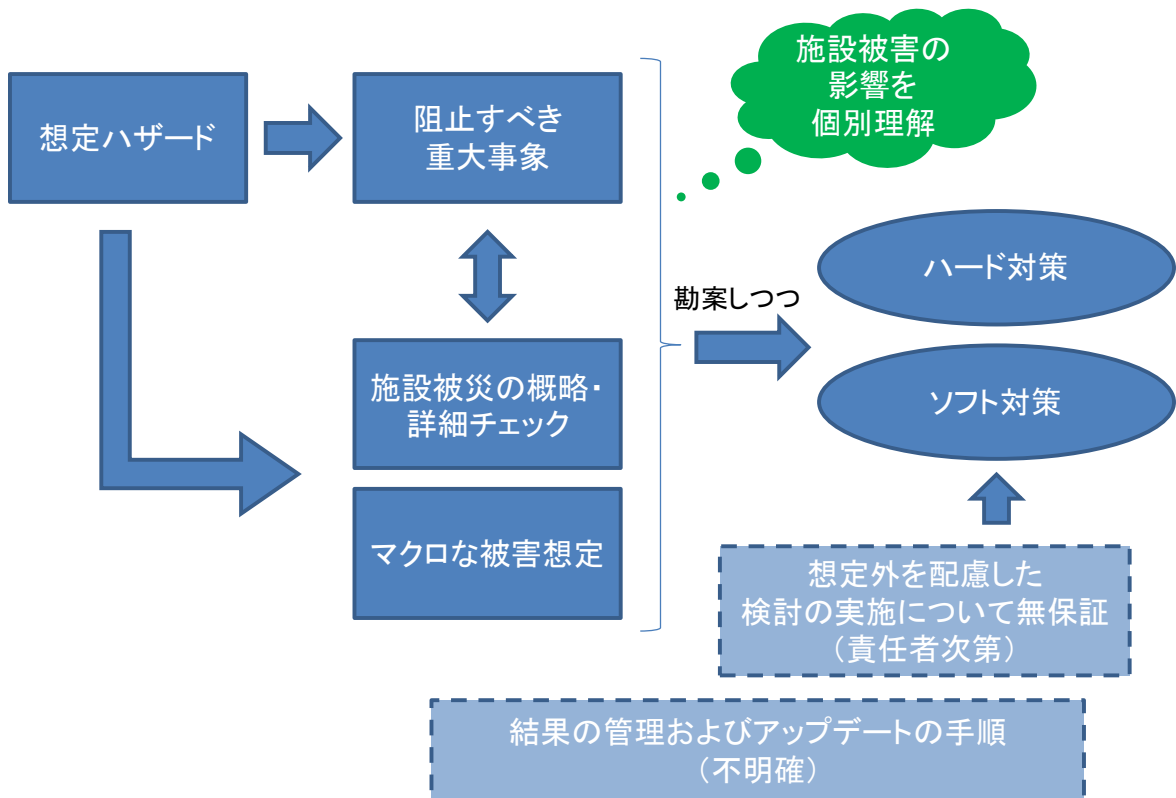 想定ハザード
阻止すべき
重大事象
施設被害の
影響を
個別理解
施設被災の概略・
詳細チェック
マクロな被害想定
勘案しつつ
ハード対策
ソフト対策
想定外を配慮した
検討の実施について無保証
（責任者次第）
結果の管理およびアップデートの手順
（不明確）